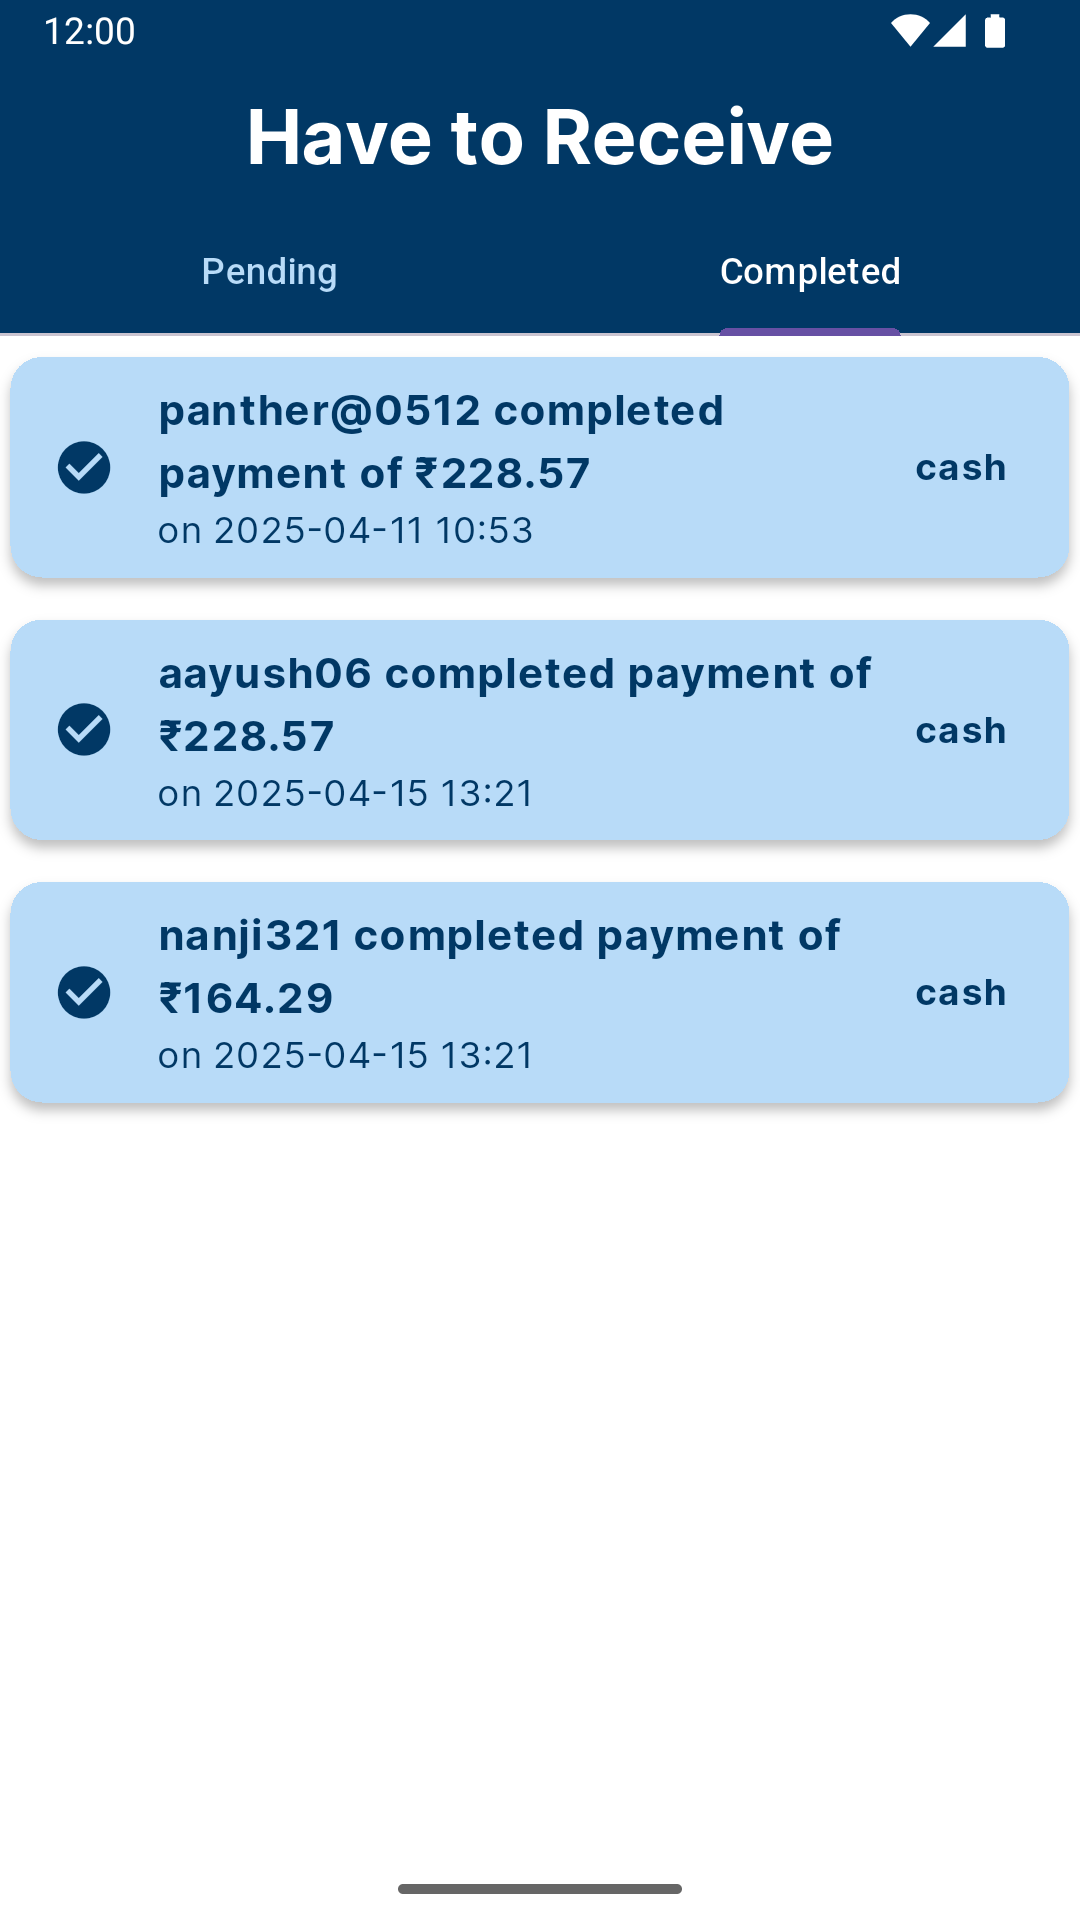 12:00
Have to Receive
Pending
Completed
panther@0512 completed
payment of ₹228.57
on 2025-04-11 10:53
cash
aayush06 completed payment of
₹228.57
on 2025-04-15 13:21
cash
nanji321 completed payment of
₹164.29
on 2025-04-15 13:21
cash